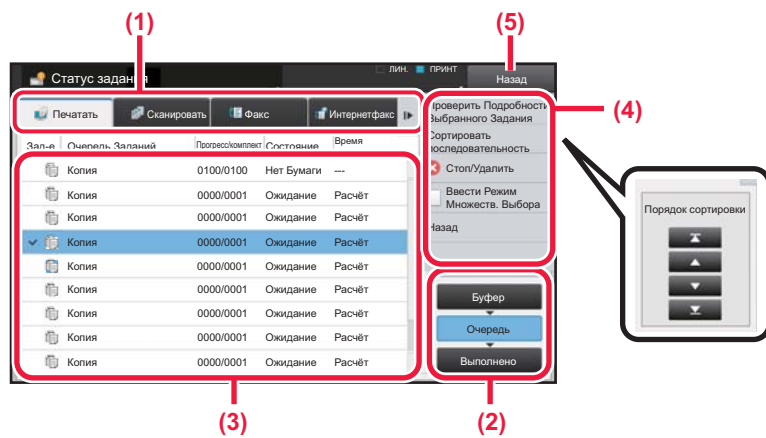 (1)
(5)
Статус задания
ЛИН.
ПРИНТ
Назад
Печатать
Сканировать
Факс
Интернетфакс
(4)
Проверить Подробности
Выбранного Задания
Сортировать
последовательность
Стоп/Удалить
Ввести Режим
Множеств. Выбора
Назад
Зад-е Очередь Заданий Прогресс/комплект Состояние Время
Копия 0100/0100 Нет Бумаги ---
Копия 0000/0001 Ожидание Расчёт
Копия 0000/0001 Ожидание Расчёт
Копия 0000/0001 Ожидание Расчёт
Копия 0000/0001 Ожидание Расчёт
Копия 0000/0001 Ожидание Расчёт
Копия 0000/0001 Ожидание Расчёт
Копия 0000/0001 Ожидание Расчёт
Копия 0000/0001 Ожидание Расчёт
Порядок сортировки
Буфер
Очередь
Выполнено
(3)
(2)